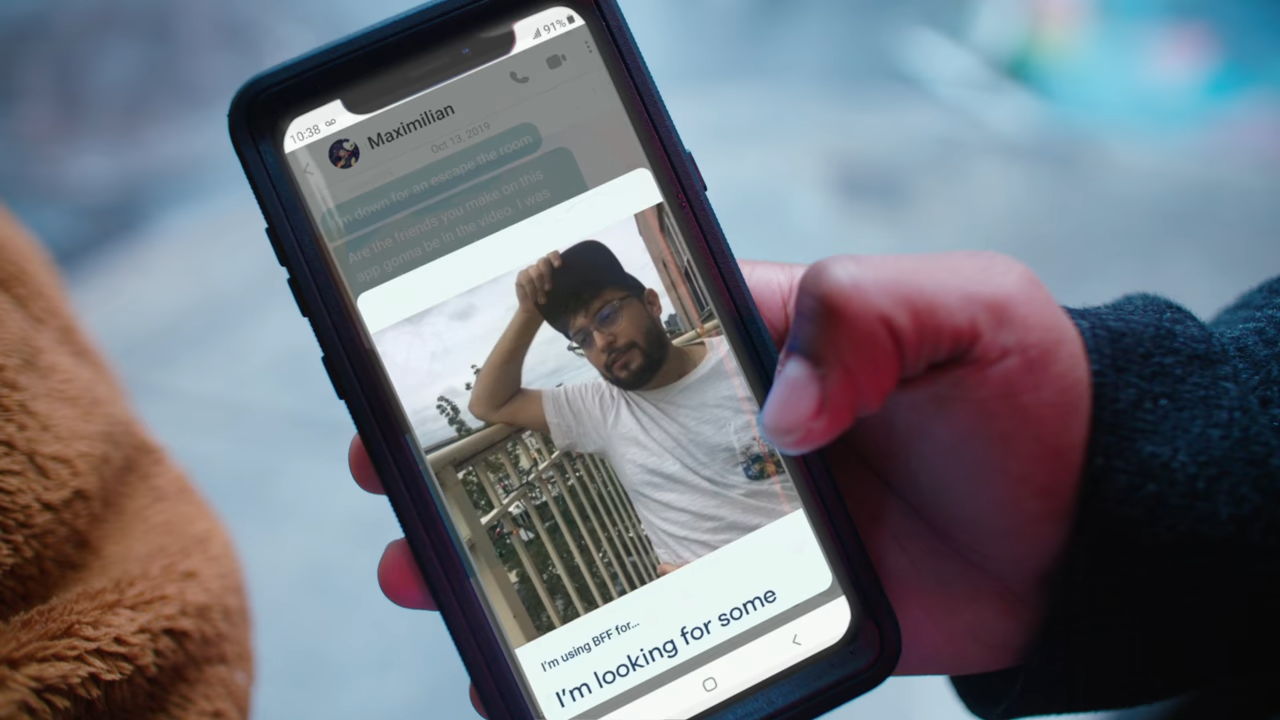 10:38
91%
Maximilian
Oct 13, 2019
I'm down for an escape the room
Are the friends you make on this
app gonna be in the video. I was
I'm using BFF for...
I'm looking for some